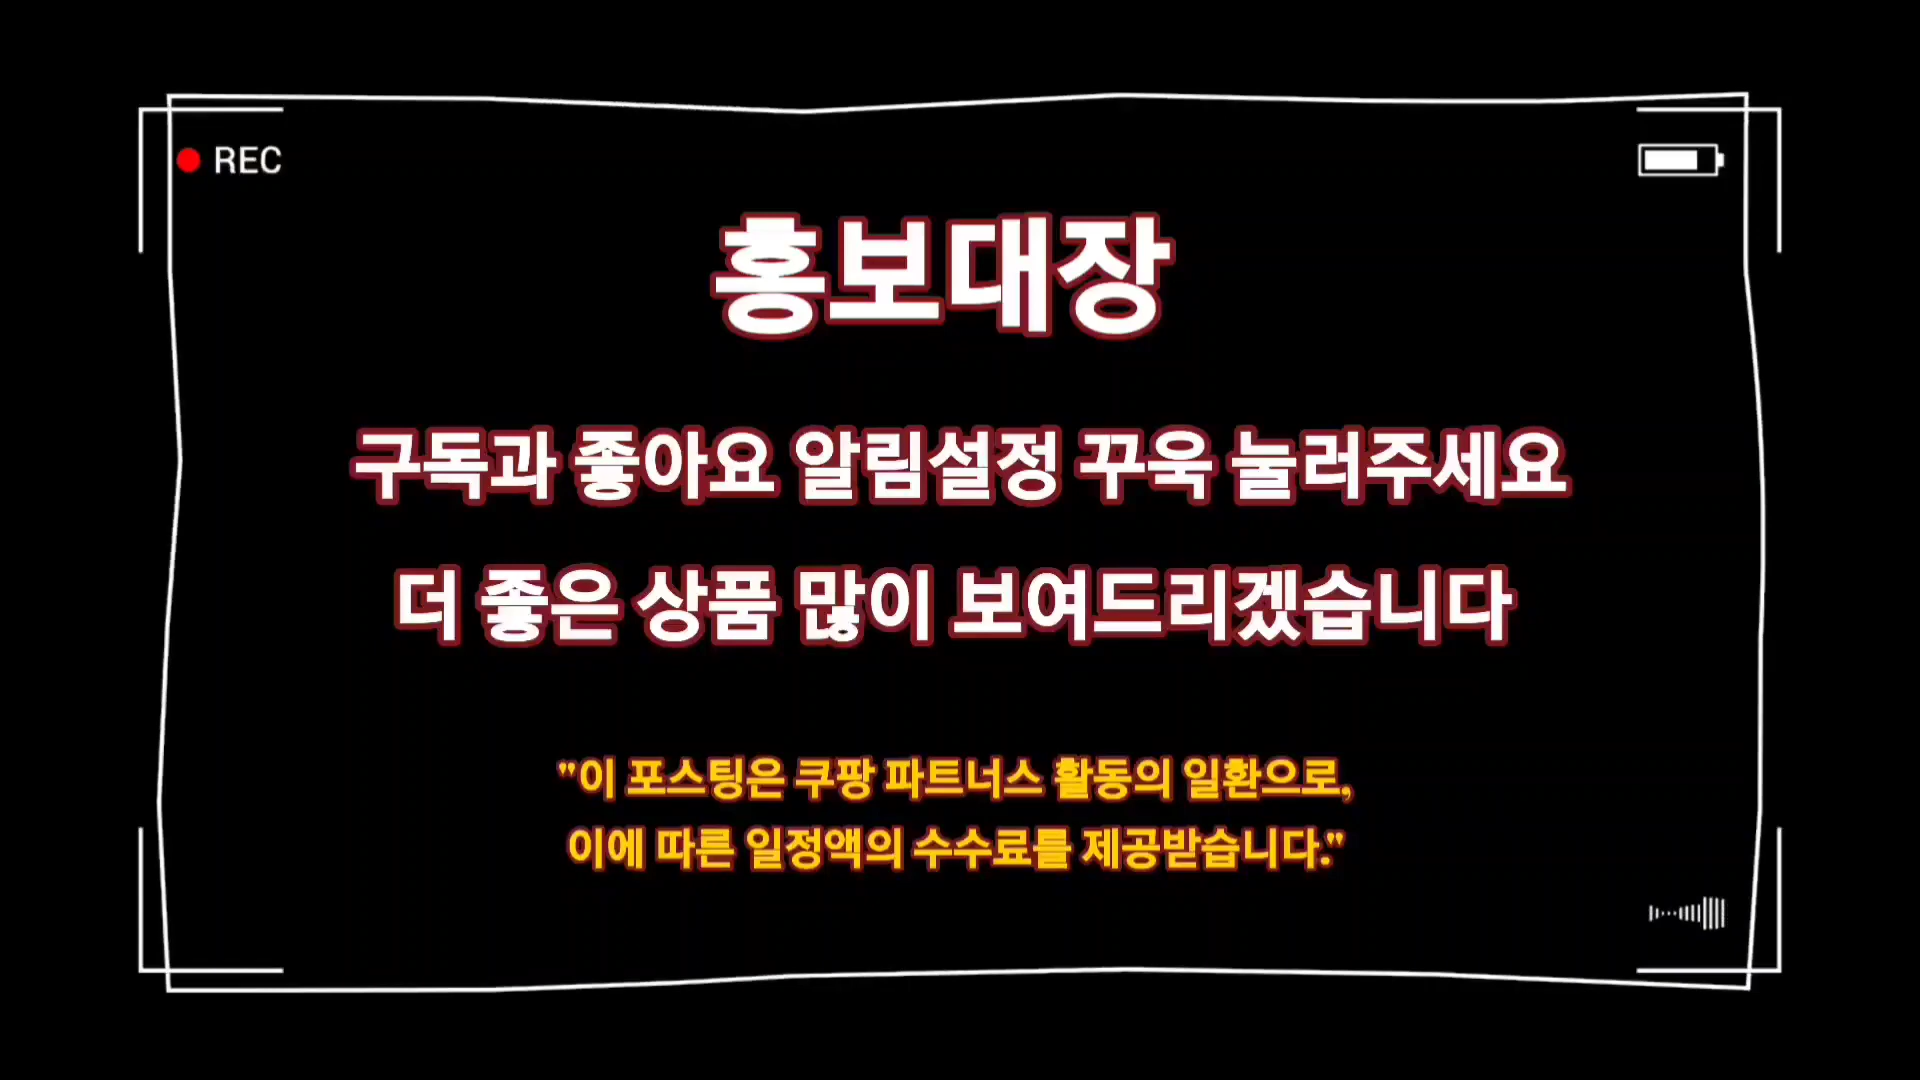 REC
홍보대장
구독과 좋아요 알림설정 꾸욱 눌러주세요
더 좋은 상품 많이 보여드리겠습니다
"이 포스팅은 쿠팡 파트너스 활동의 일환으로,
이에 따른 일정액의 수수료를 제공받습니다."